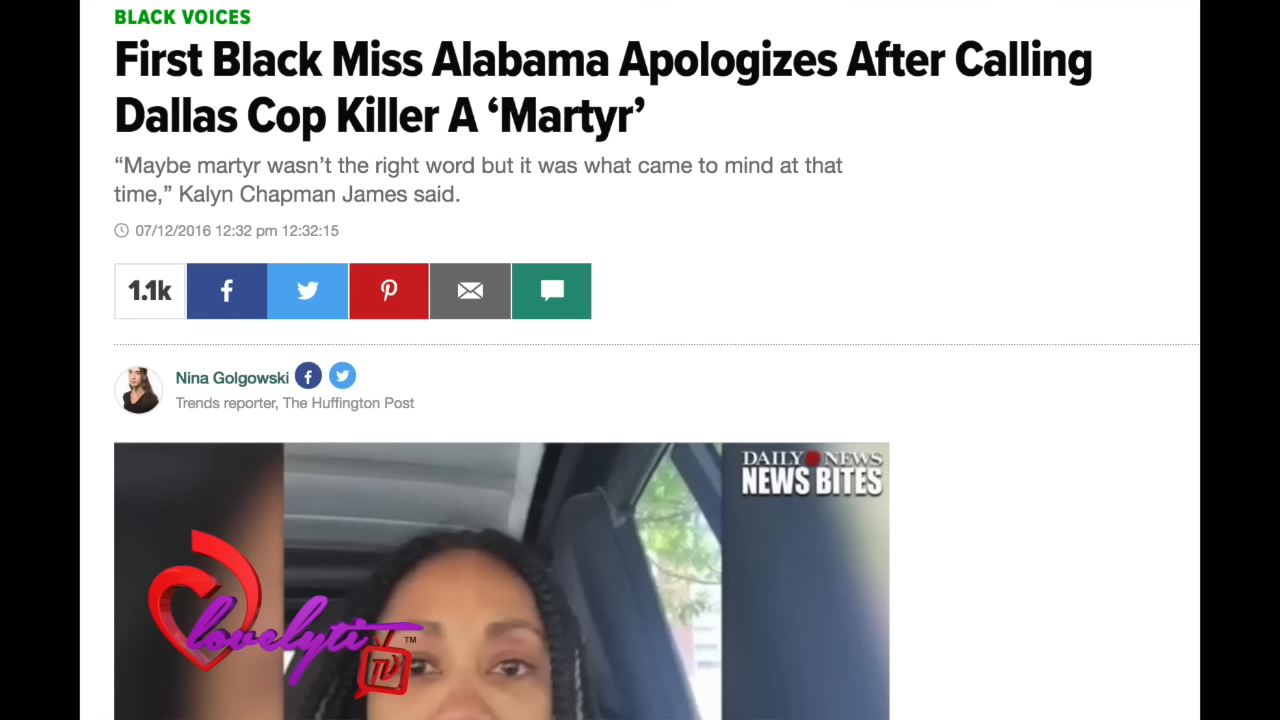 BLACK VOICES
First Black Miss Alabama Apologizes After Calling
Dallas Cop Killer A ‘Martyr’
“Maybe martyr wasn’t the right word but it was what came to mind at that
time,” Kalyn Chapman James said.
07/12/2016 12:32 pm 12:32:15
1.1k
Nina Golgowski
Trends reporter, The Huffington Post
DAILY NEWS
NEWS BITES
lovelyti ™
TV